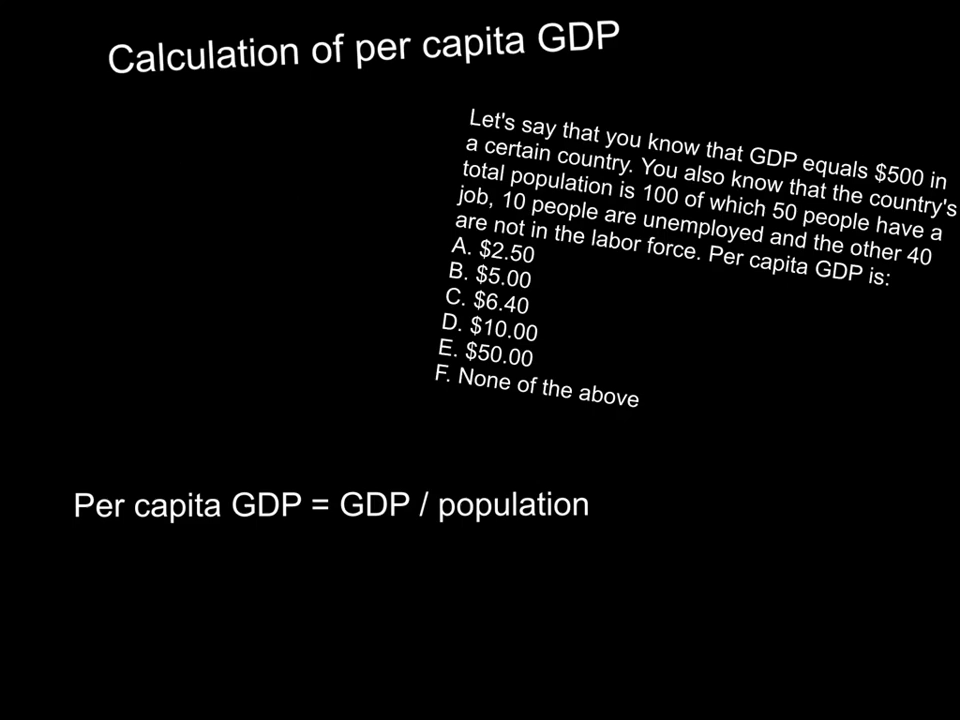 Calculation of per capita GDP
Let's say that you know that GDP equals $500 in
a certain country. You also know that the country's
total population is 100 of which 50 people have a
job, 10 people are unemployed and the other 40
are not in the labor force. Per capita GDP is:
A. $2.50
B. $5.00
C. $6.40
D. $10.00
E. $50.00
F. None of the above
Per capita GDP = GDP / population